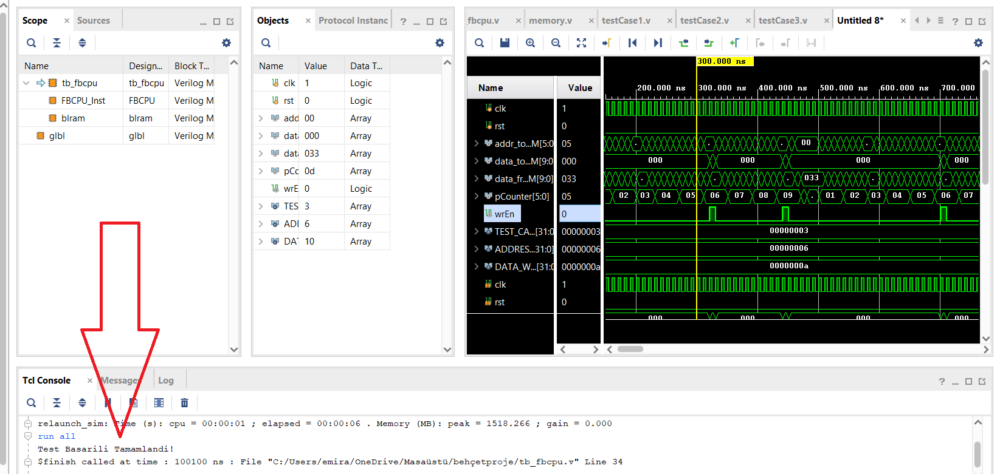 Scope × Sources
Name Design... Block T...
tb_fbcpu tb_fbcpu Verilog M
FBCPU_Inst FBCPU Verilog M
blram blram Verilog M
glbl glbl Verilog M
Objects × Protocol Instanc ?
Name Value Data T...
clk 1 Logic
rst 0 Logic
add 00 Array
data 000 Array
data 033 Array
pCo 0d Array
wrE 0 Logic
TES 3 Array
ADI 6 Array
DAT 10 Array
_fbcpu.v × memory.v × testCase1.v × testCase2.v × testCase3.v × Untitled 8* × ?
Name Value
clk 1
rst 0
addr_to...M[5:0 05
data_to...M[9:0] 000
data_fr...M[9:0] 033
pCounter[5:0] 05
wrEn 0
TEST_CA...[31:0 00000003
ADDRES...31:0] 00000006
DATA_W...[31:0 0000000a
clk 1
rst 0
300.000 ns
200.000 ns 300.000 ns 400.000 ns 500.000 ns 600.000 ns 700.000
. . . 00 . .
000 000 000 000
. . . 033 . .
02 03 04 05 06 07 08 09 . 01 02 03 04 05 06 07
00000003
00000006
0000000a
000 000 000 000
Tcl Console × Messages Log ?
relaunch_sim: Time (s): cpu = 00:00:01 ; elapsed = 00:00:06 . Memory (MB): peak = 1518.266 ; gain = 0.000
run all
Test Basarili Tamamlandi!
$finish called at time : 100100 ns : File "C:/Users/emira/OneDrive/Masaüstü/behçetproje/tb_fbcpu.v" Line 34